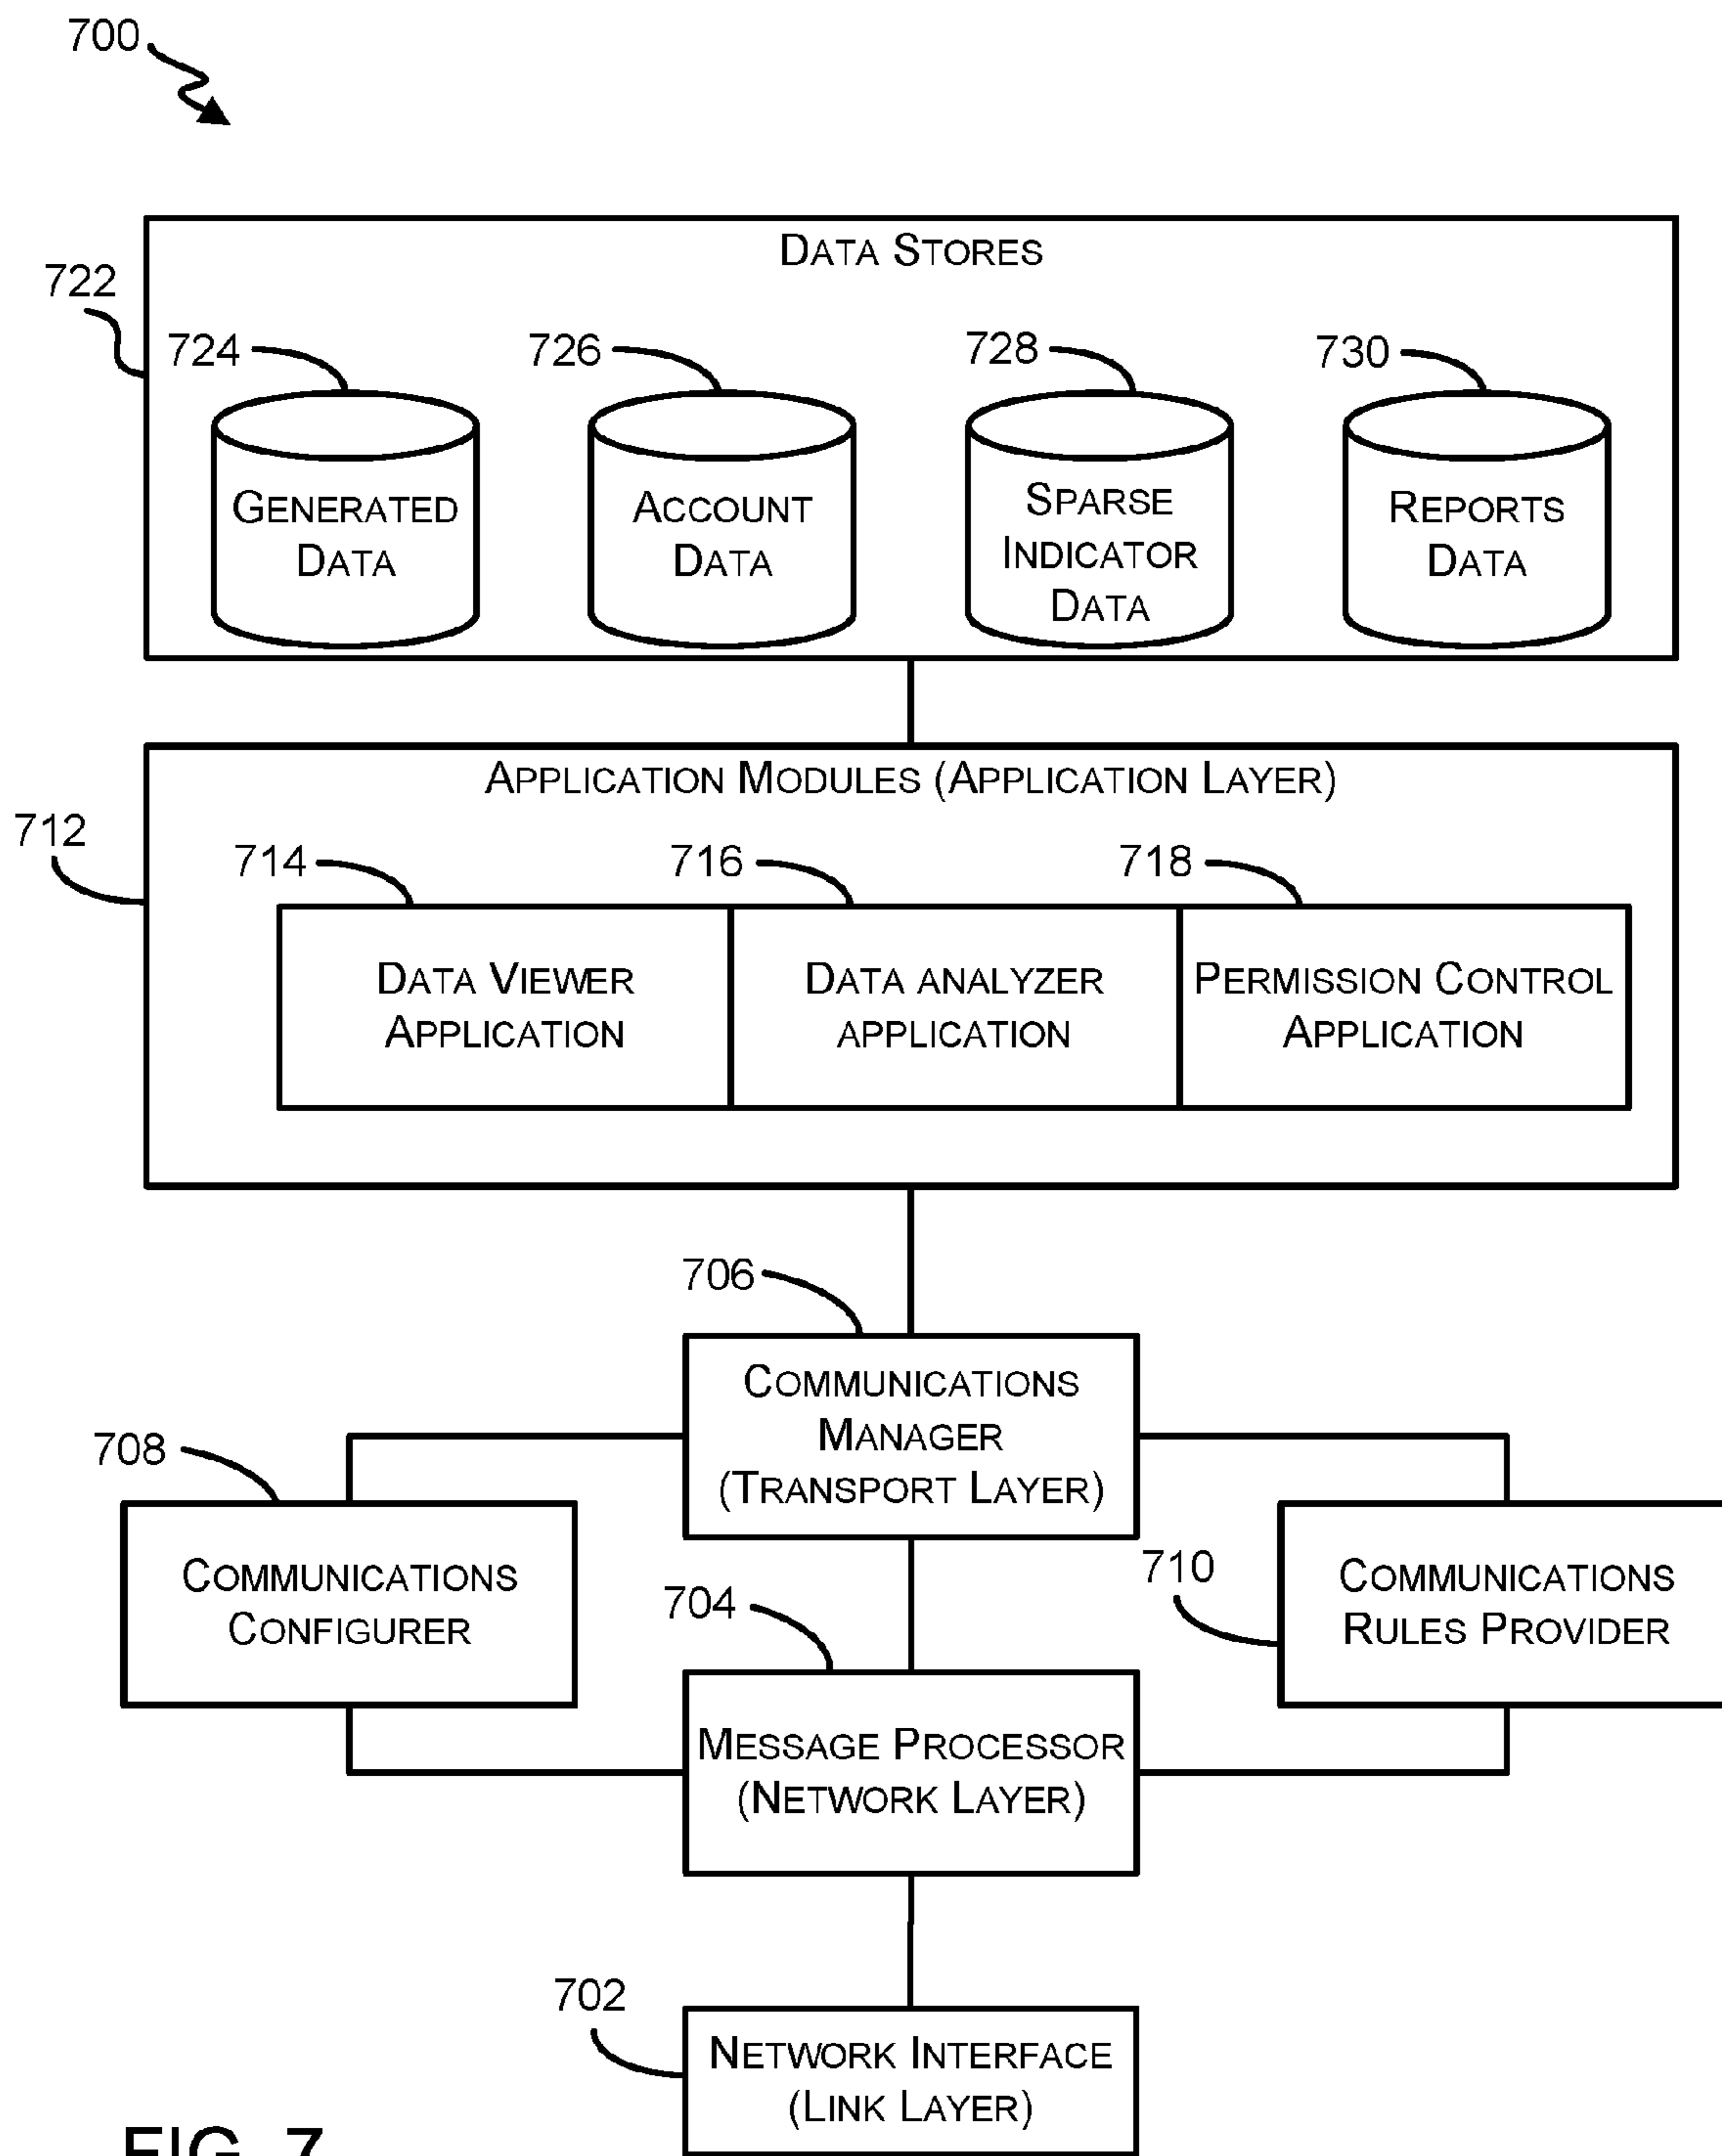 700
DATA STORES
722
724
726
728
730
GENERATED
DATA
ACCOUNT
DATA
SPARSE
INDICATOR
DATA
REPORTS
DATA
APPLICATION MODULES (APPLICATION LAYER)
712
714
716
718
DATA VIEWER
APPLICATION
DATA ANALYZER
APPLICATION
PERMISSION CONTROL
APPLICATION
706
COMMUNICATIONS
MANAGER
(TRANSPORT LAYER)
708
COMMUNICATIONS
CONFIGURER
710
COMMUNICATIONS
RULES PROVIDER
704
MESSAGE PROCESSOR
(NETWORK LAYER)
702
NETWORK INTERFACE
(LINK LAYER)
FIG. 7